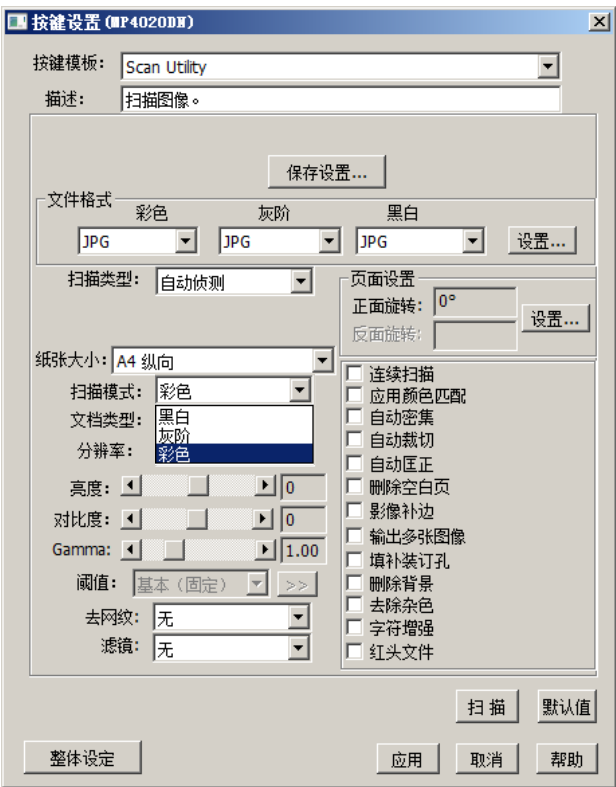 按键设置(MP4020DN)
按键模板： Scan Utility
描述： 扫描图像。
保存设置...
文件格式
彩色 灰阶 黑白
JPG JPG JPG 设置...
扫描类型： 自动侦测
页面设置
正面旋转： 0°
设置...
反面旋转：
纸张大小： A4 纵向
扫描模式： 彩色
文档类型： 黑白
灰阶
分辨率： 彩色
亮度： 0
对比度： 0
Gamma: 1.00
阈值： 基本（固定） >>
去网纹： 无
滤镜： 无
连续扫描
应用颜色匹配
自动密集
自动裁切
自动匡正
删除空白页
影像补边
输出多张图像
填补装订孔
删除背景
去除杂色
字符增强
红头文件
扫 描 默认值
整体设定 应用 取消 帮助